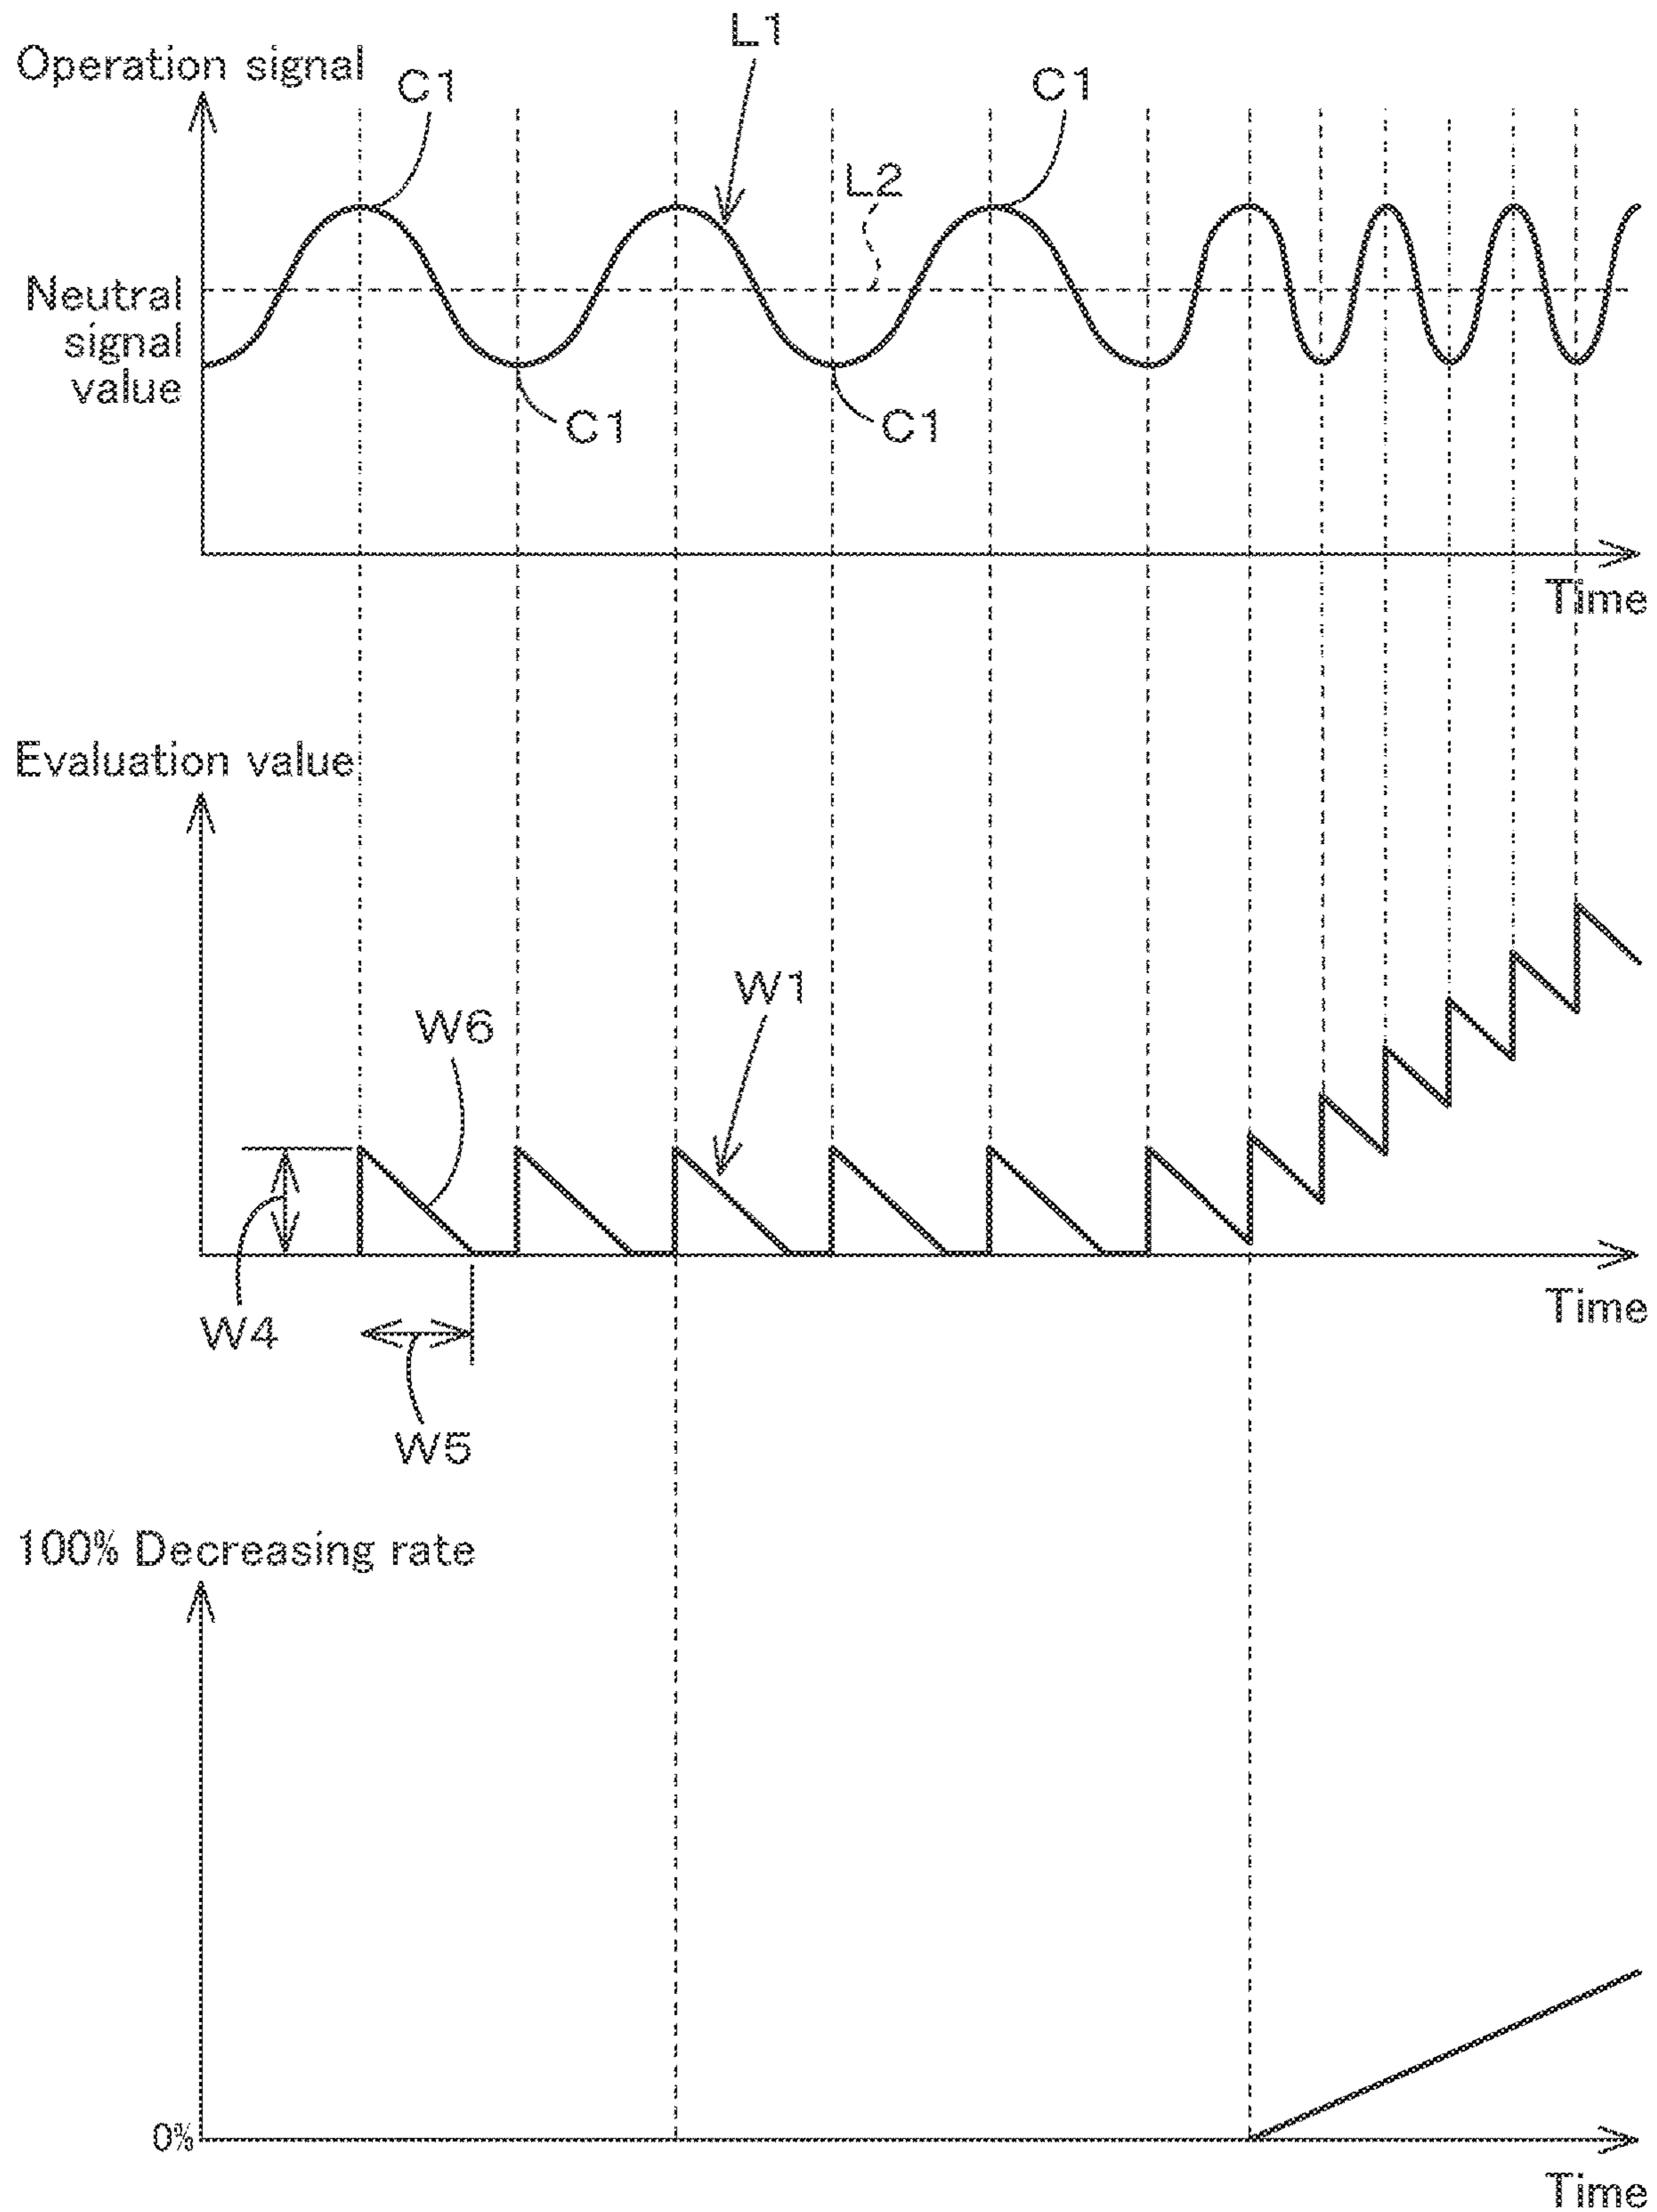 L1
Operation signal
C1
C1
L2
Neutral
signal
value
C1
C1
Time
Evaluation value
W1
W6
W4
Time
W5
100% Decreasing rate
0%
Time